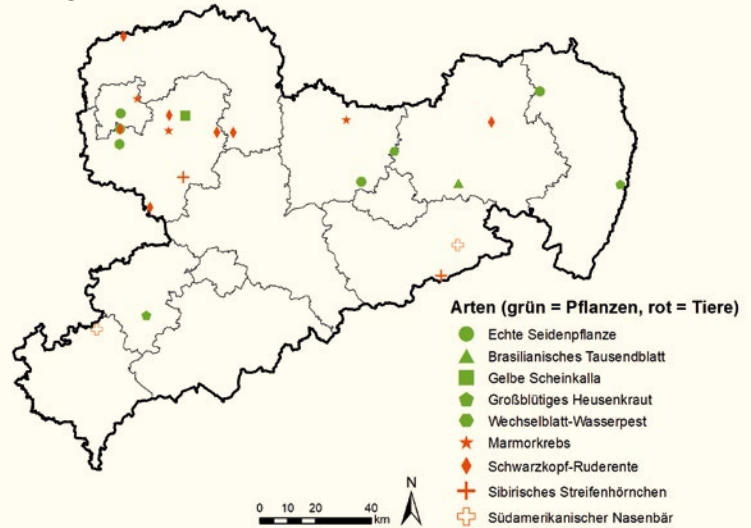 Arten (grün = Pflanzen, rot = Tiere)
Echte Seidenpflanze
Brasilianisches Tausendblatt
Gelbe Scheinkalla
Großblütiges Heusenkraut
Wechselblatt-Wasserpest
Marmorkrebs
Schwarzkopf-Ruderente
Sibirisches Streifenhörnchen
Südamerikanischer Nasenbär
N
0 10 20 40
km